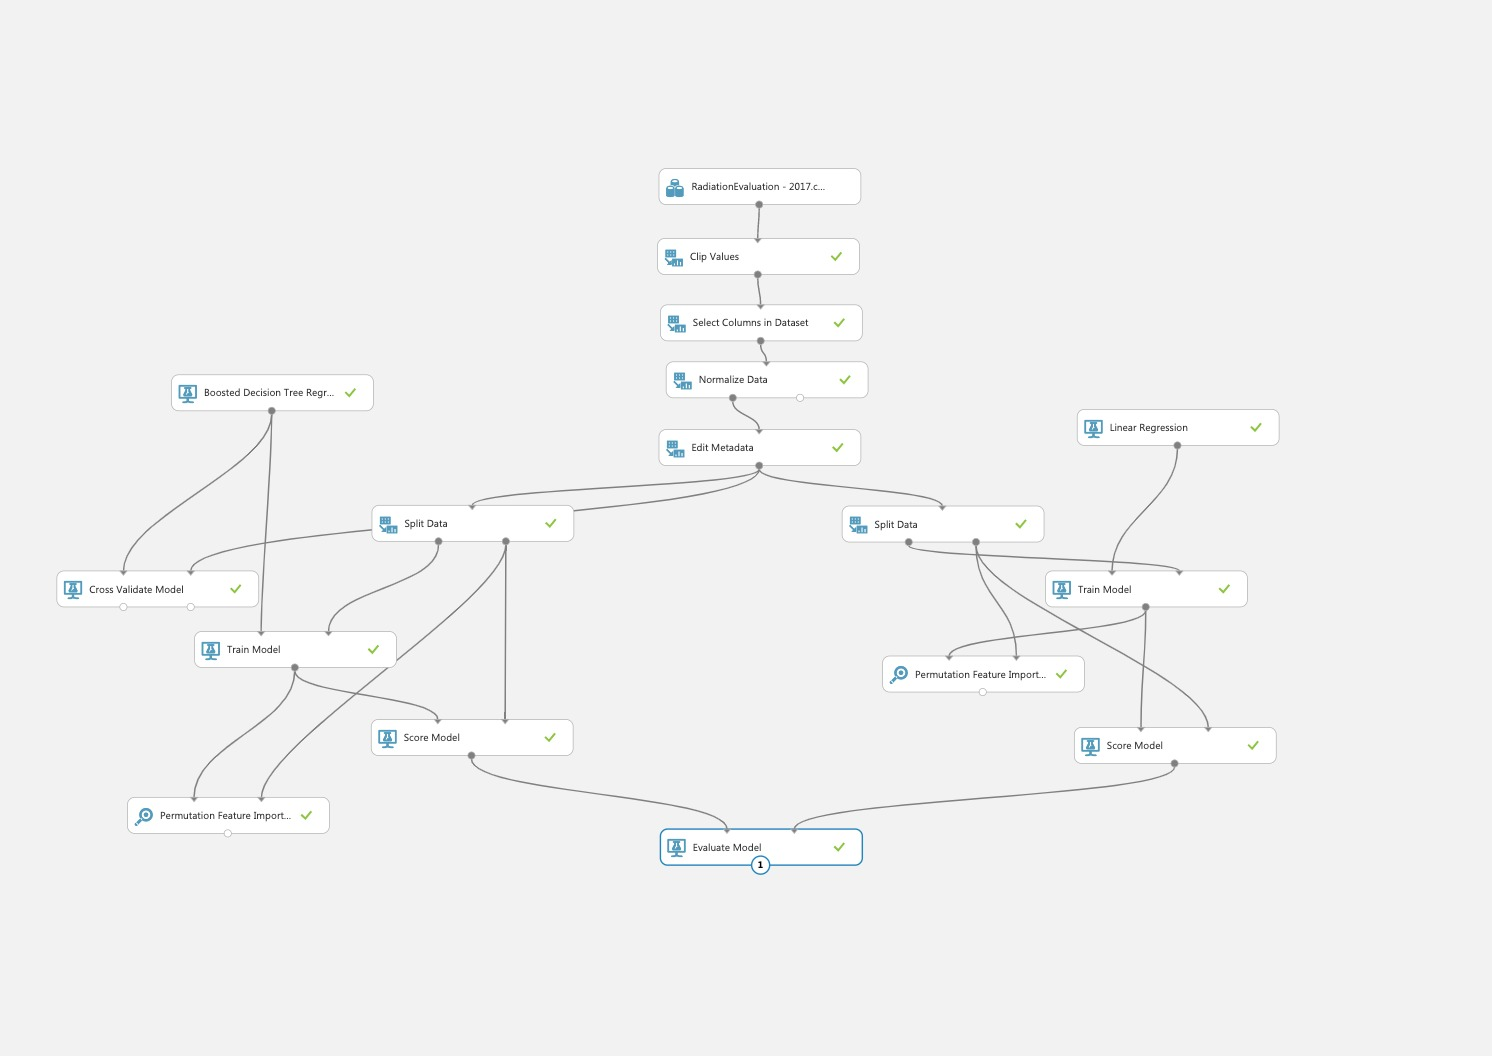 RadiationEvaluation - 2017.c...
Clip Values
Select Columns in Dataset
Normalize Data
Boosted Decision Tree Regr...
Linear Regression
Edit Metadata
Split Data
Split Data
Cross Validate Model
Train Model
Train Model
Permutation Feature Import...
Score Model
Score Model
Permutation Feature Import...
Evaluate Model
1